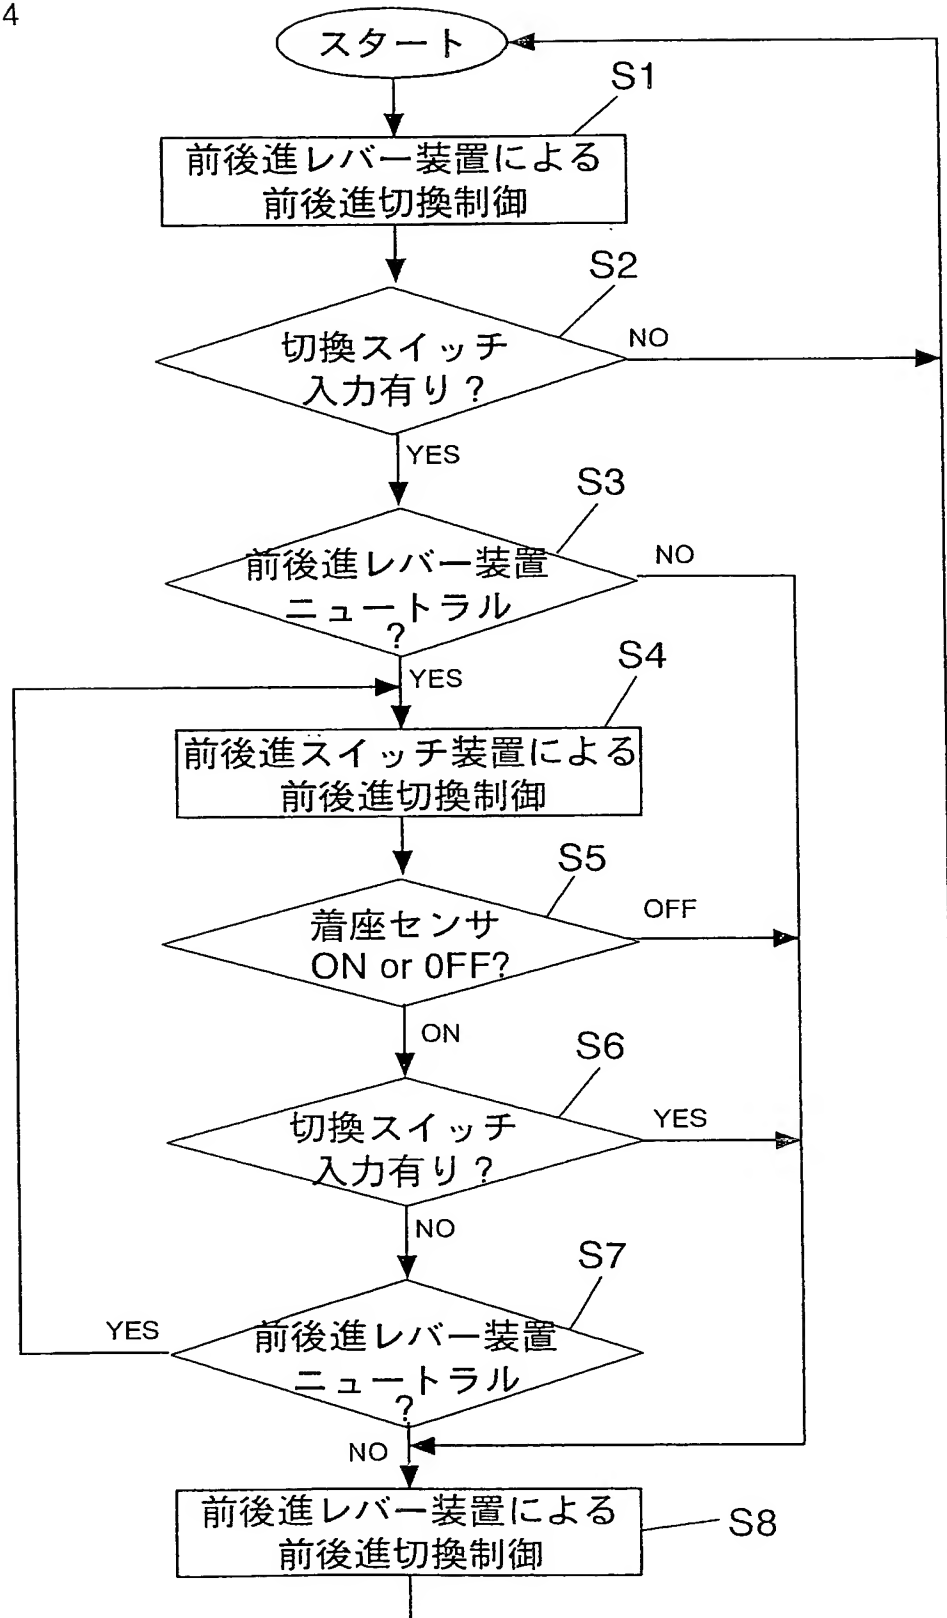 4
スタート
S1
前後進レバー装置による
前後進切換制御
S2
切換スイッチ
入力有り？
NO
YES
S3
前後進レバー装置
ニュートラル
?
NO
YES
S4
前後進スイッチ装置による
前後進切換制御
S5
着座センサ
ON or 0FF?
OFF
ON
S6
切換スイッチ
入力有り？
YES
NO
S7
前後進レバー装置
ニュートラル
?
YES
NO
前後進レバー装置による
前後進切換制御
S8